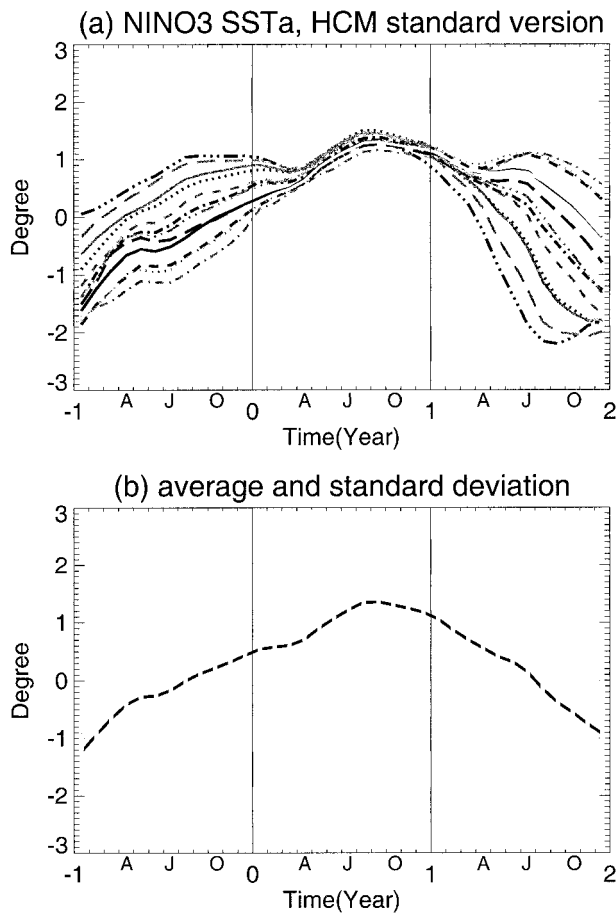 (a) NINO3 SSTa, HCM standard version
3
2
1
0
-1
-2
-3
Degree
-1 A J O 0 A J O 1 A J O 2
Time(Year)
(b) average and standard deviation
3
2
1
0
-1
-2
-3
Degree
-1 A J O 0 A J O 1 A J O 2
Time(Year)